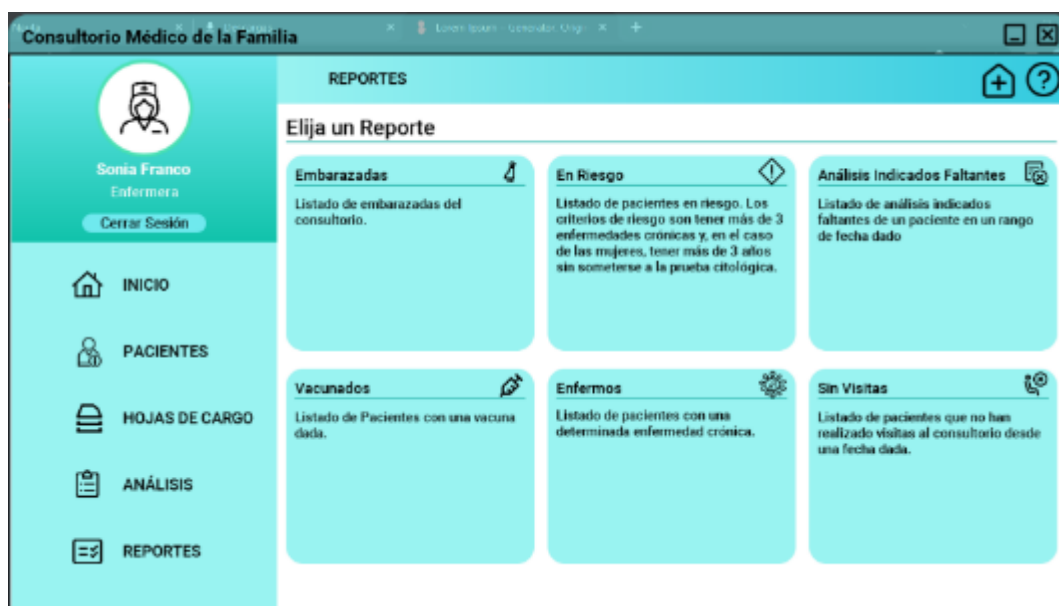 Lorem Ipsum - Generator, Origi
Consultorio Médico de la Familia
REPORTES
Sonia Franco
Enfermera
Cerrar Sesión
INICIO
PACIENTES
HOJAS DE CARGO
ANÁLISIS
REPORTES
Elija un Reporte
Embarazadas
Listado de embarazadas del
consultorio.
En Riesgo
Listado de pacientes en riesgo. Los
criterios de riesgo son tener más de 3
enfermedades crónicas y, en el caso
de las mujeres, tener más de 3 años
sin someterse a la prueba citológica.
Análisis Indicados Faltantes
Listado de análisis indicados
faltantes de un paciente en un rango
de fecha dado
Vacunados
Listado de Pacientes con una vacuna
dada.
Enfermos
Listado de pacientes con una
determinada enfermedad crónica.
Sin Visitas
Listado de pacientes que no han
realizado visitas al consultorio desde
una fecha dada.